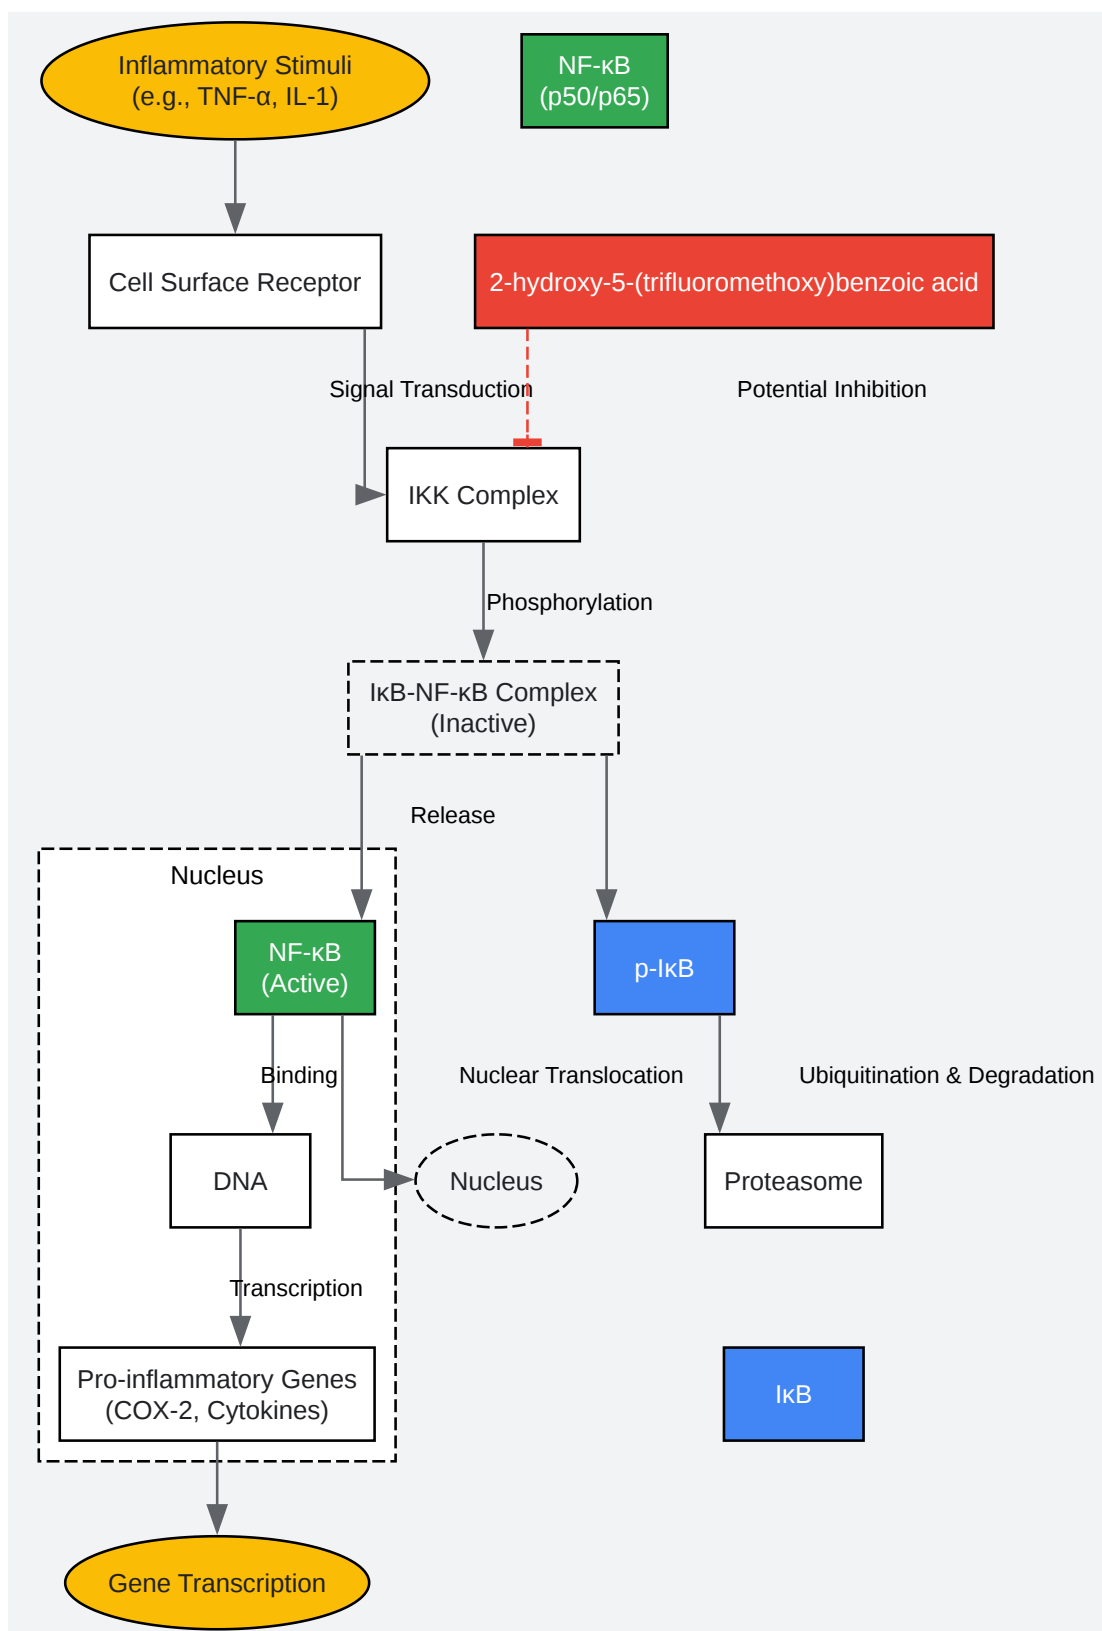 Inflammatory Stimuli
(e.g., TNF-α, IL-1)
NF-κB
(p50/p65)
Cell Surface Receptor
2-hydroxy-5-(trifluoromethoxy)benzoic acid
Signal Transduction
Potential Inhibition
IKK Complex
Phosphorylation
IκB-NF-κB Complex
(Inactive)
Release
Nucleus
NF-κB
(Active)
p-IκB
Binding
Nuclear Translocation
Ubiquitination & Degradation
DNA
Nucleus
Proteasome
Transcription
Pro-inflammatory Genes
(COX-2, Cytokines)
IκB
Gene Transcription